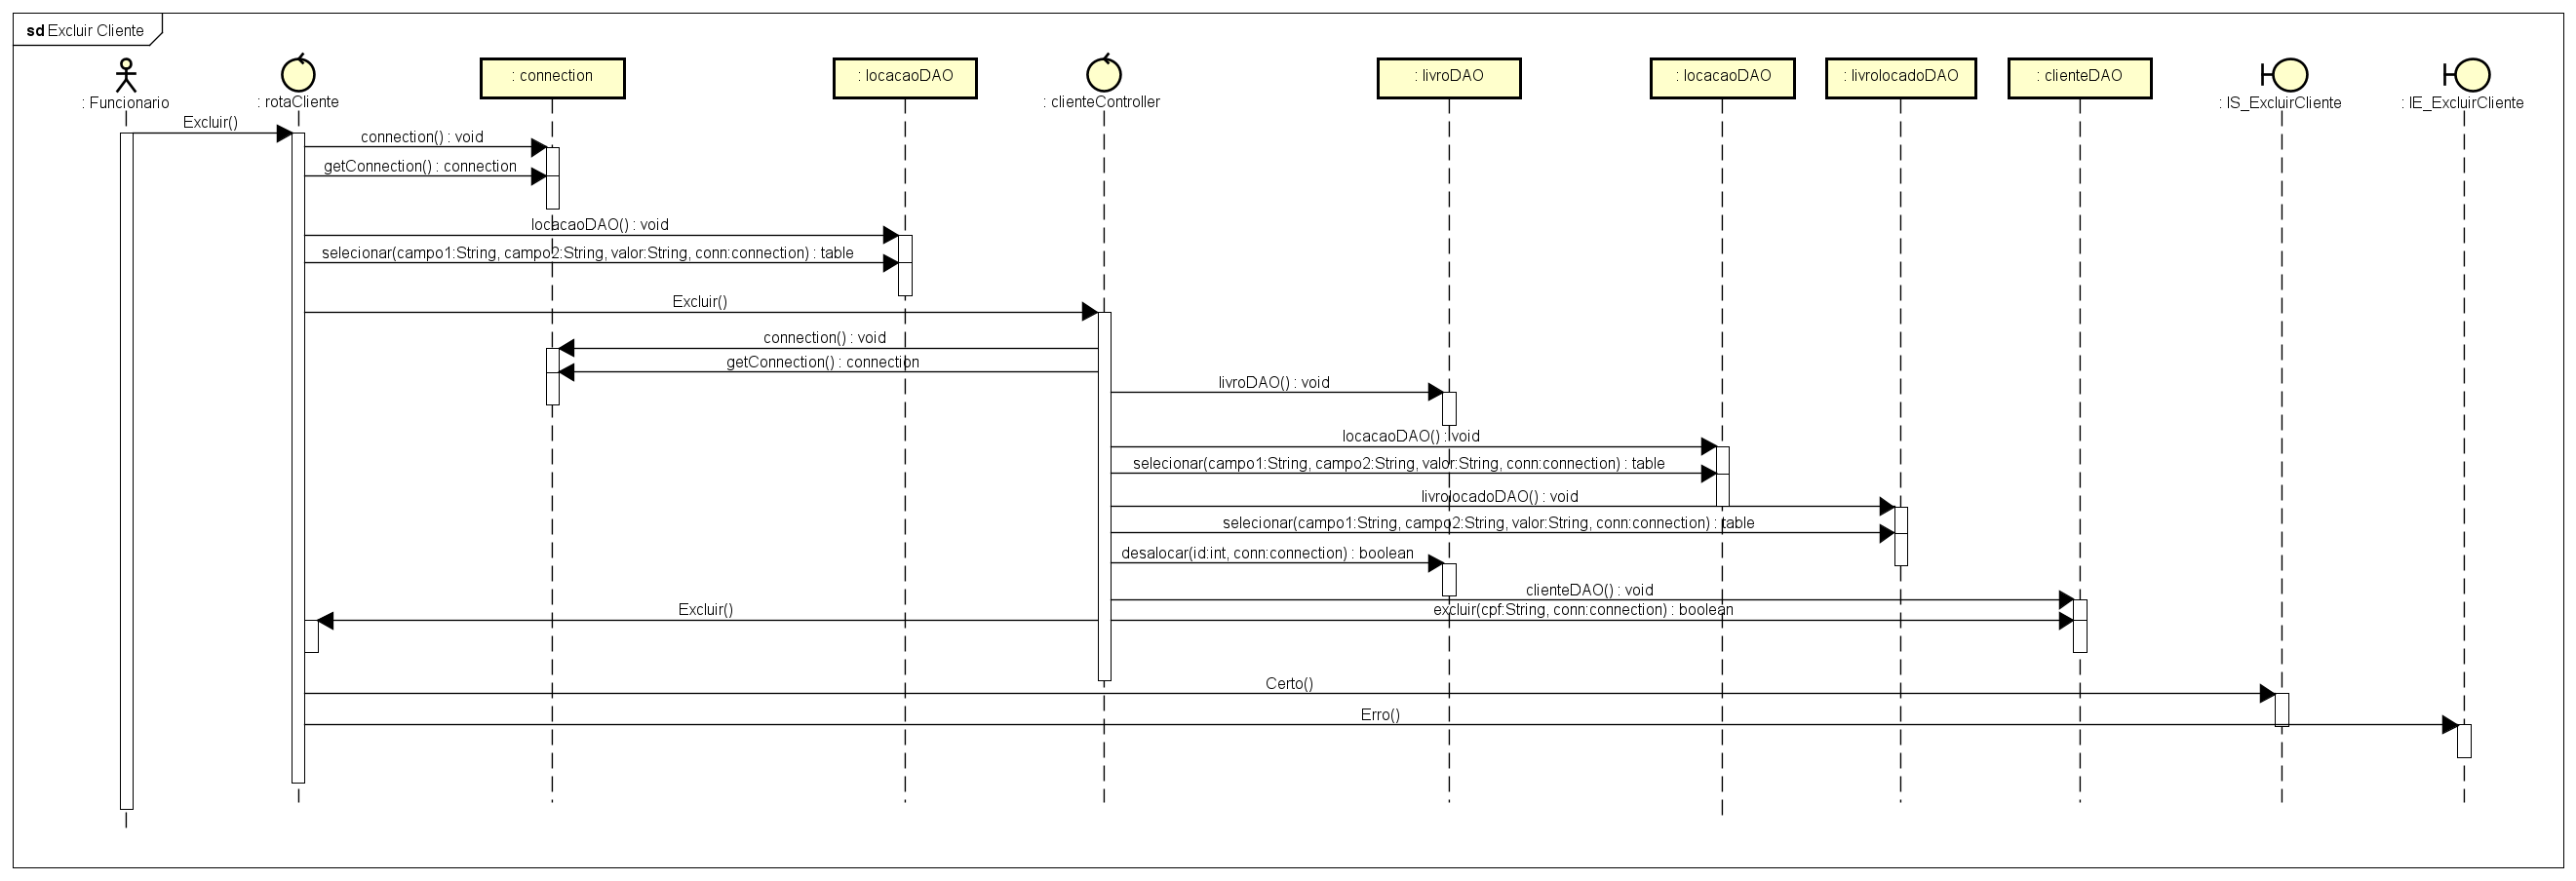 sd Excluir Cliente
: Funcionario
: rotaCliente
: connection
: locacaoDAO
: clienteController
: livroDAO
: locacaoDAO
: livrolocadoDAO
: clienteDAO
: IS_ExcluirCliente
: IE_ExcluirCliente
Excluir()
connection() : void
getConnection() : connection
locacaoDAO() : void
selecionar(campo1:String, campo2:String, valor:String, conn:connection) : table
Excluir()
connection() : void
getConnection() : connection
livroDAO() : void
locacaoDAO() : void
selecionar(campo1:String, campo2:String, valor:String, conn:connection) : table
livrolocadoDAO() : void
selecionar(campo1:String, campo2:String, valor:String, conn:connection) : table
desalocar(id:int, conn:connection) : boolean
clienteDAO() : void
Excluir()
excluir(cpf:String, conn:connection) : boolean
Certo()
Erro()